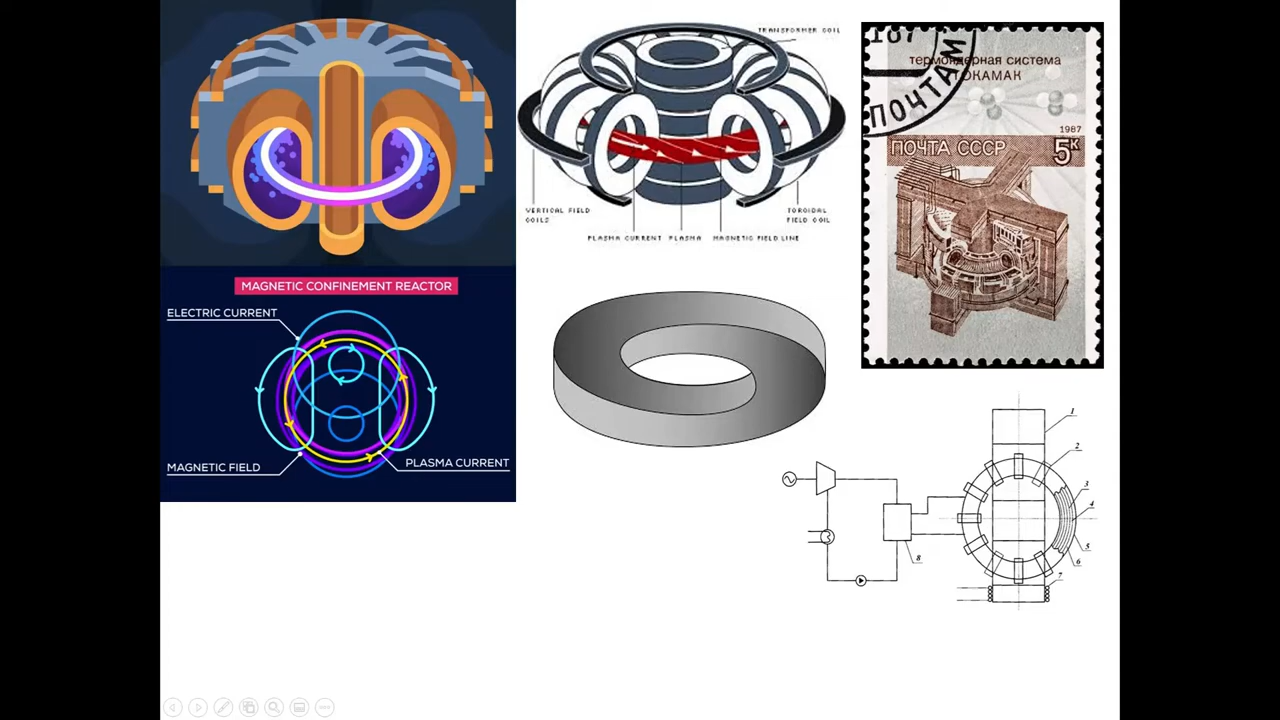 MAGNETIC CONFINEMENT REACTOR
ELECTRIC CURRENT
MAGNETIC FIELD
PLASMA CURRENT
TRANSFORMER COIL
VERTICAL FIELD
COILS
TOROIDAL
FIELD COIL
PLASMA CURRENT
PLASMA
MAGNETIC FIELD LINE
187
ПОЧТАМ
термоядерная система
ТОКАМАК
1987
ПОЧТА СССР
5к
1
2
3
4
5
6
7
8